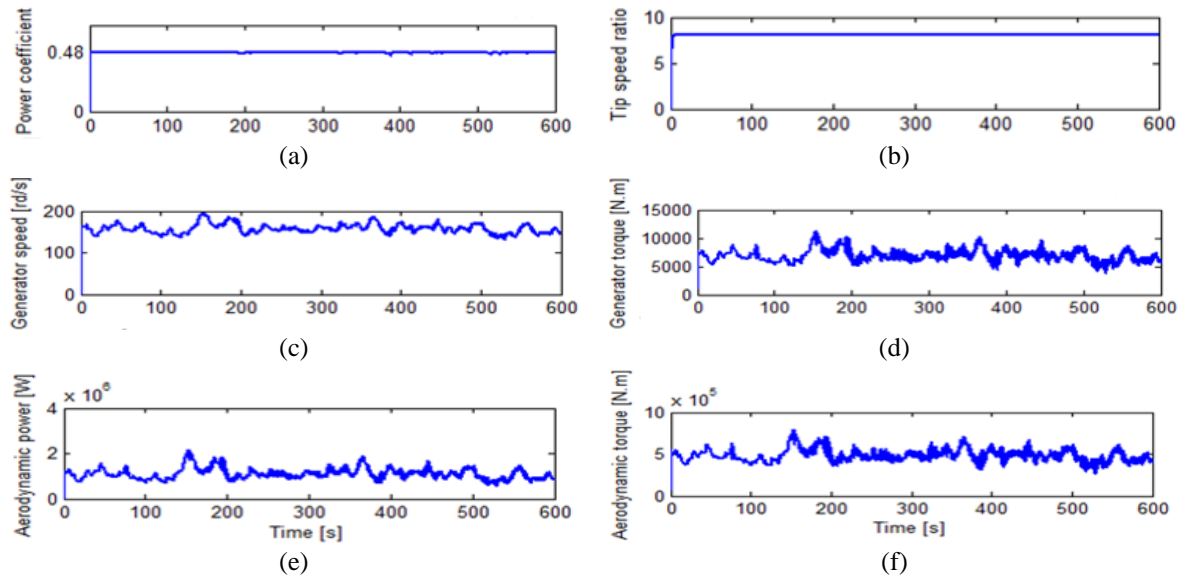 Power coefficient
0.48
0
0 100 200 300 400 500 600
(a)
Tip speed ratio
10
5
0
0 100 200 300 400 500 600
(b)
Generator speed [rd/s]
200
100
0
0 100 200 300 400 500 600
(c)
Generator torque [N.m]
15000
10000
5000
0
0 100 200 300 400 500 600
(d)
Aerodynamic power [W]
× 10^6
4
2
0
0 100 200 300 400 500 600
Time [s]
(e)
Aerodynamic torque [N.m]
× 10^5
10
5
0
0 100 200 300 400 500 600
Time [s]
(f)